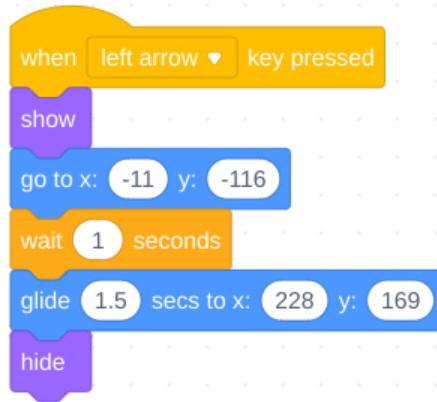 when left arrow key pressed
show
go to x: -11 y: -116
wait 1 seconds
glide 1.5 secs to x: 228 y: 169
hide